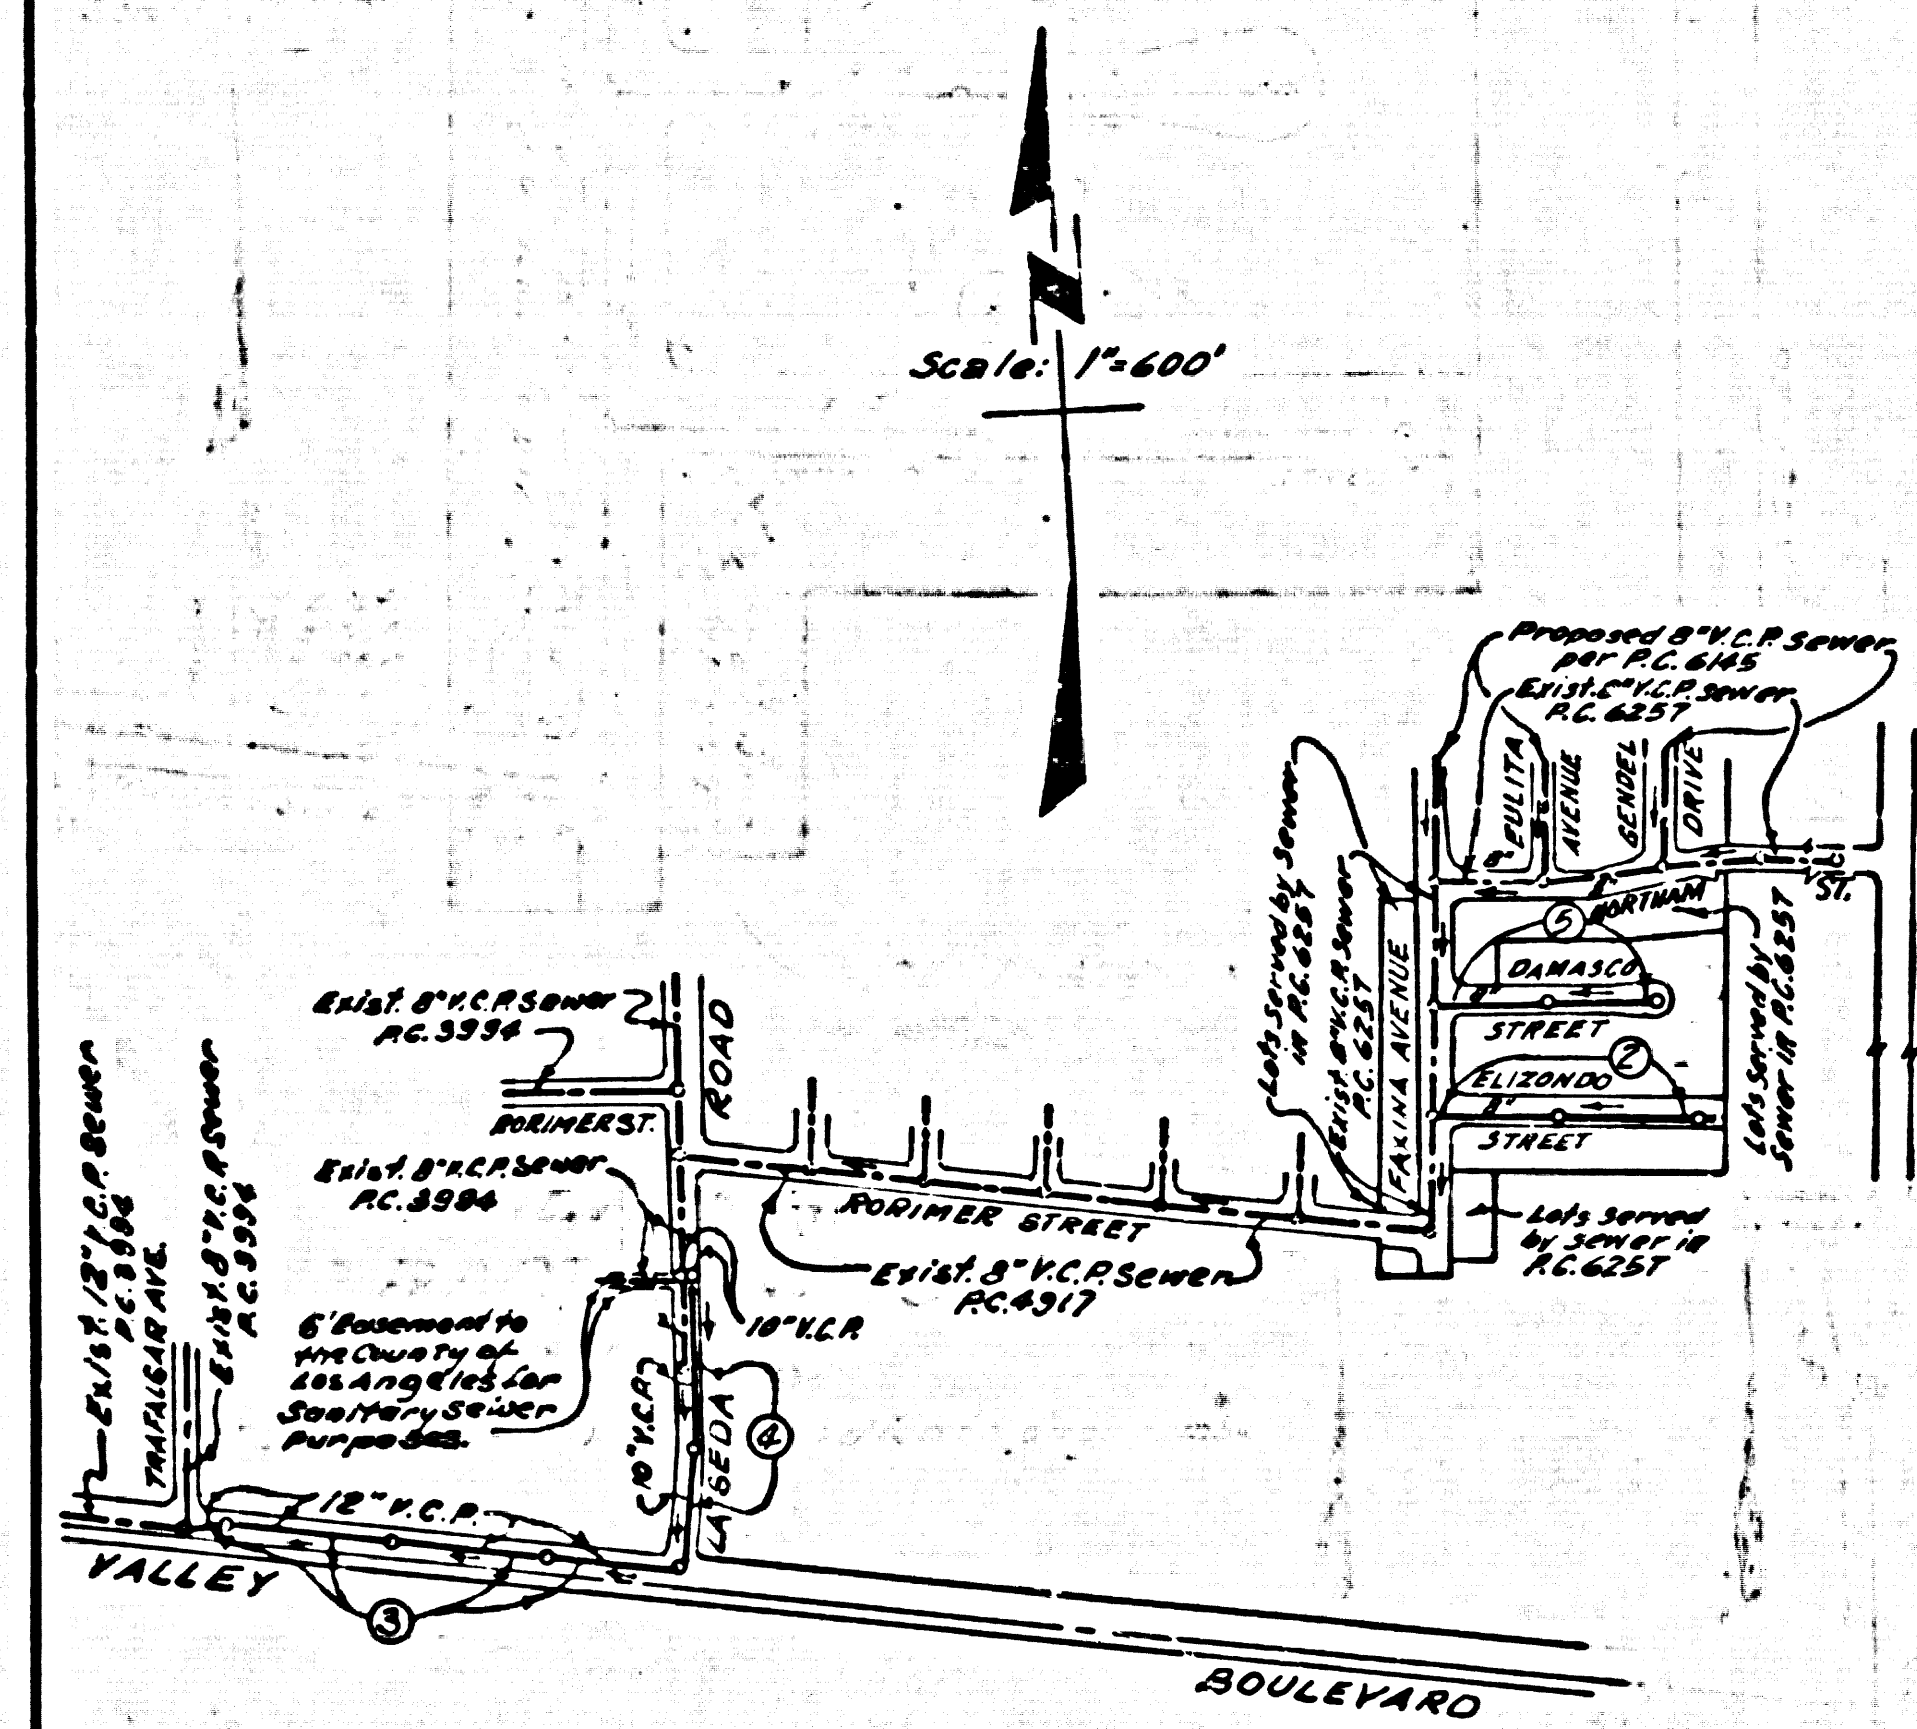 N
Scale: 1"=600'
Proposed 8" V.C.P. Sewer
per P.C. 6145
Exist. 8" V.C.P. Sewer
P.C. 6257
EULITA
AVENUE
GENDEL
DRIVE
8"
NORTHAM
ST.
5
DAMASCO
8"
STREET
2
ELIZONDO
8"
STREET
Lots Served by
Sewer in P.C. 6257
Lots Served by Sewer
in P.C. 6257
Exist. 8" V.C.P. Sewer
P.C. 6257
FAXINA AVENUE
Lots Served
by Sewer in
P.C. 6257
Exist. 8" V.C.P. Sewer
P.C. 3994
ROAD
RORIMER ST.
Exist. 8" V.C.P. Sewer
P.C. 3994
RORIMER STREET
Exist. 8" V.C.P. Sewer
P.C. 4917
10" V.C.P.
6' Easement to
the County of
Los Angeles for
Sanitary Sewer
Purposes.
10" V.C.P.
LA SEDA
4
Exist. 12" V.C.P. Sewer
P.C. 3994
TRAFALGAR AVE.
Exist. 8" V.C.P. Sewer
P.C. 3994
12" V.C.P.
VALLEY
3
BOULEVARD